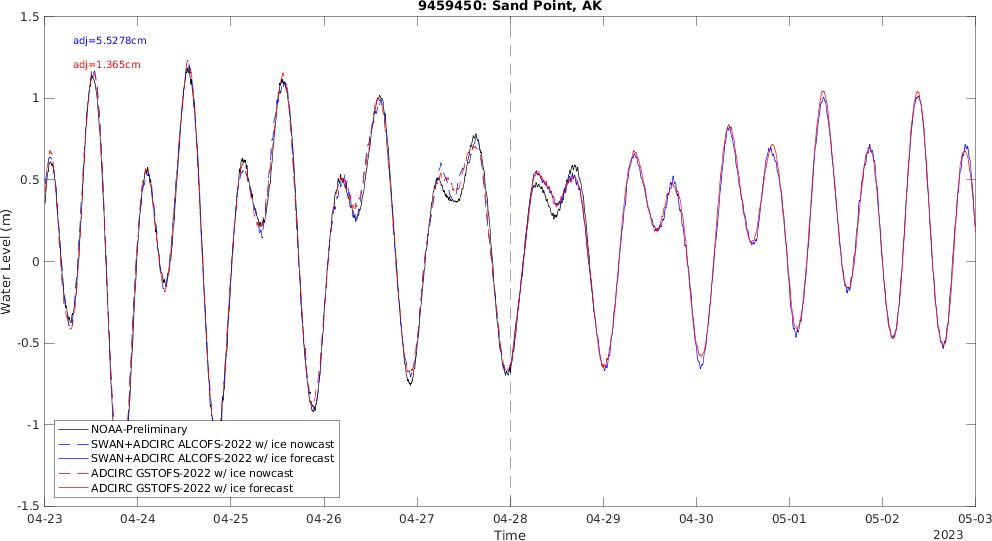 9459450: Sand Point, AK
adj=5.5278cm
adj=1.365cm
Water Level (m)
1.5
1
0.5
0
-0.5
-1
-1.5
NOAA-Preliminary
SWAN+ADCIRC ALCOFS-2022 w/ ice nowcast
SWAN+ADCIRC ALCOFS-2022 w/ ice forecast
ADCIRC GSTOFS-2022 w/ ice nowcast
ADCIRC GSTOFS-2022 w/ ice forecast
04-23 04-24 04-25 04-26 04-27 04-28 04-29 04-30 05-01 05-02 05-03
Time
2023